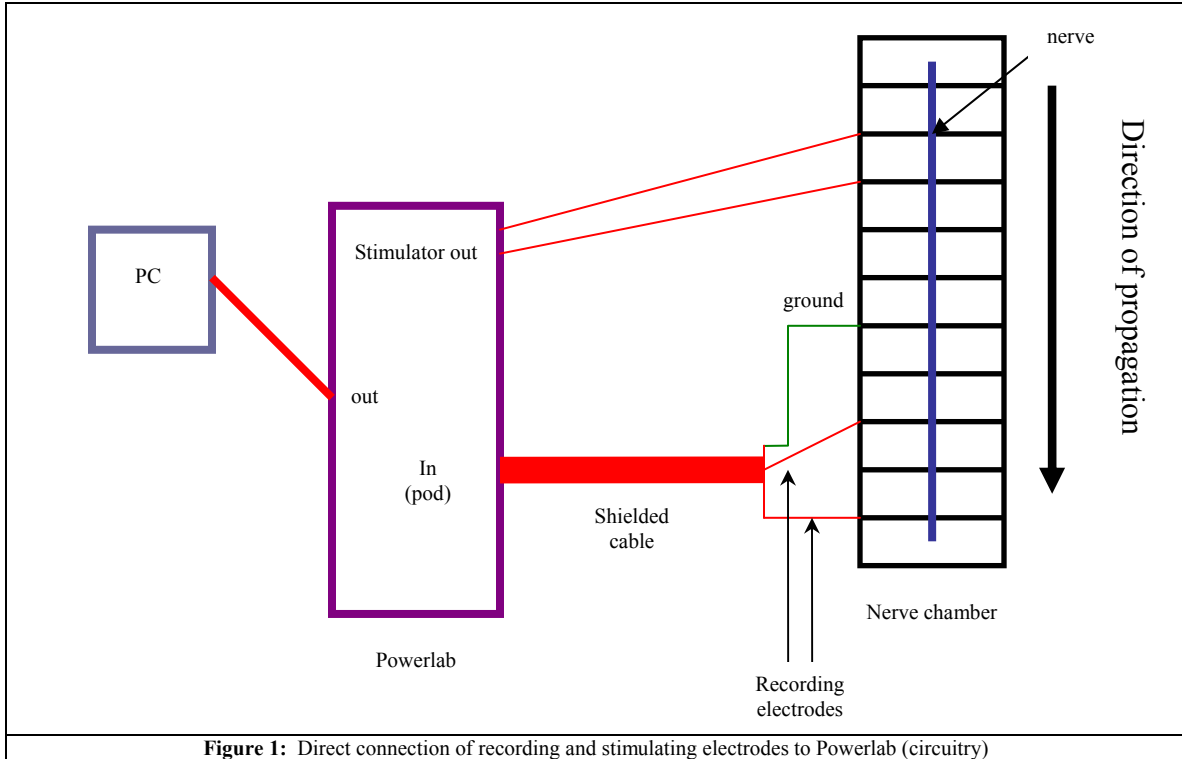 nerve
Direction of propagation
PC
Stimulator out
ground
out
In
(pod)
Shielded
cable
Nerve chamber
Powerlab
Recording
electrodes
Figure 1: Direct connection of recording and stimulating electrodes to Powerlab (circuitry)